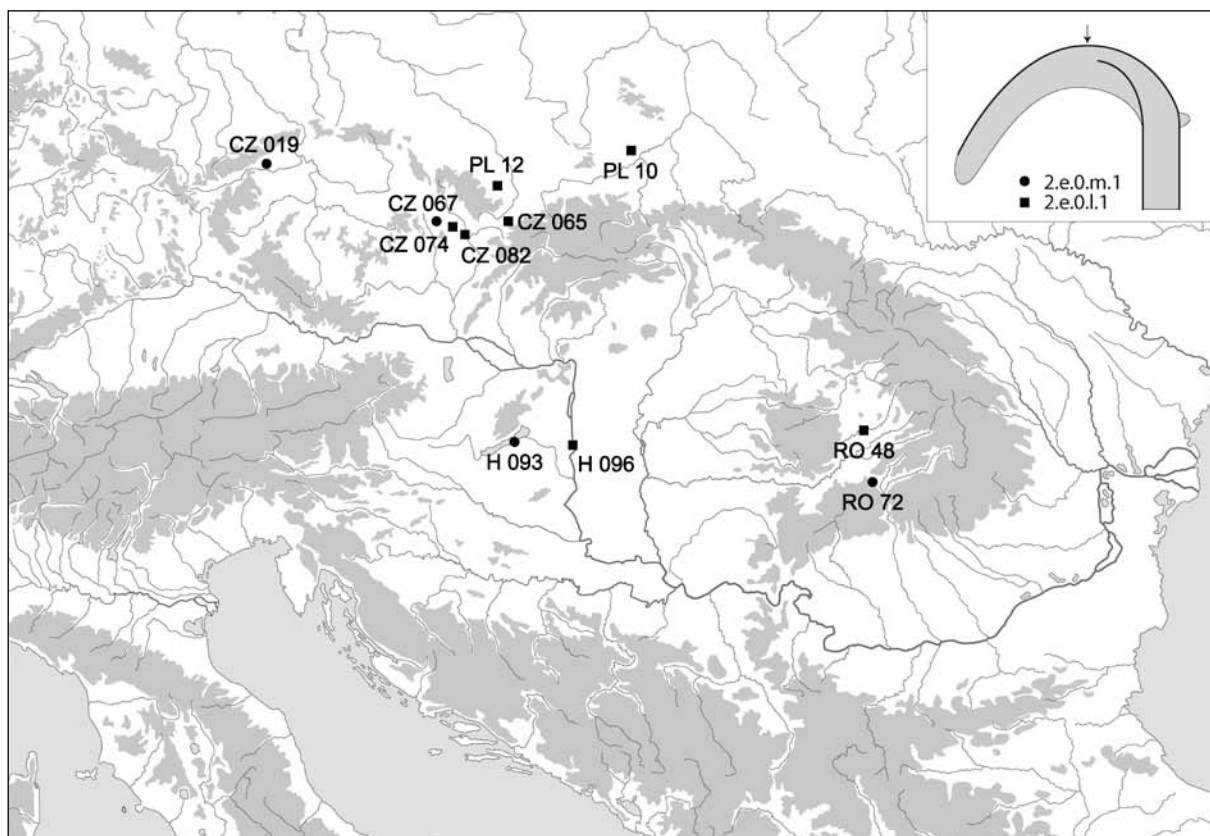 CZ 019
PL 12
PL 10
CZ 067
CZ 065
CZ 074
CZ 082
2.e.0.m.1
2.e.0.l.1
H 093
H 096
RO 48
RO 72